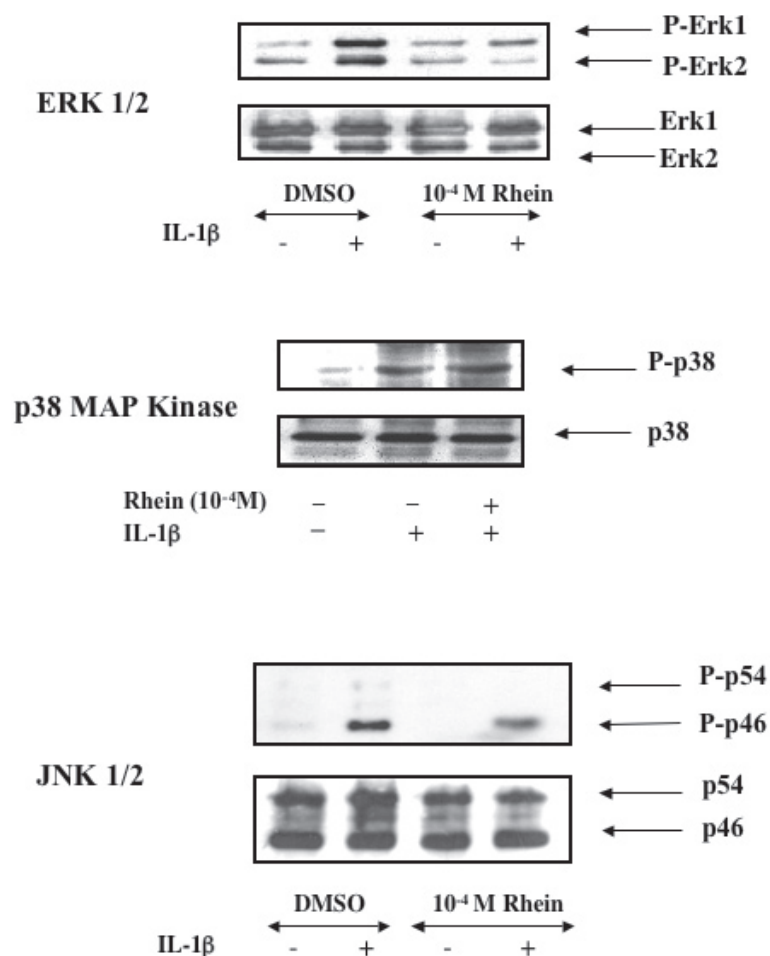 P-Erk1
P-Erk2
ERK 1/2
Erk1
Erk2
DMSO 10⁻⁴ M Rhein
IL-1β - + - +
P-p38
p38 MAP Kinase
p38
Rhein (10⁻⁴M) – – +
IL-1β – + +
P-p54
P-p46
JNK 1/2
p54
p46
DMSO 10⁻⁴ M Rhein
IL-1β - + - +